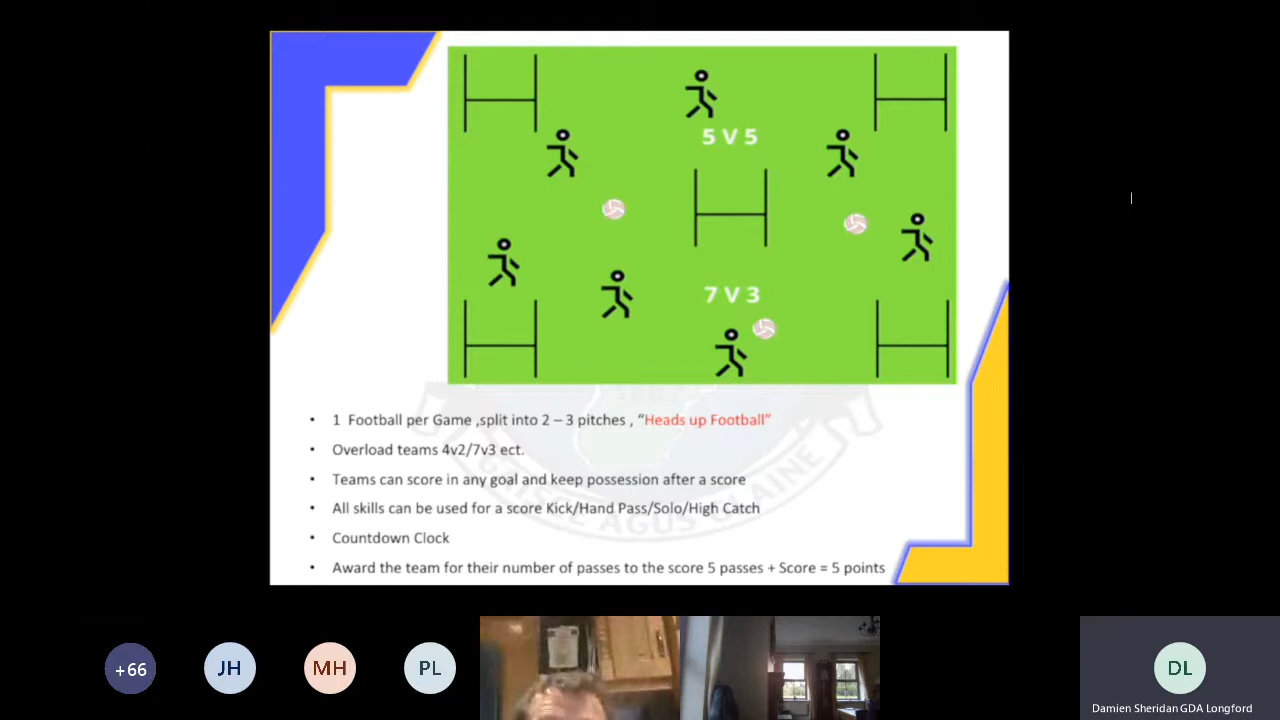 5 V 5
7 V 3
• 1 Football per Game ,split into 2 – 3 pitches , “Heads up Football”
• Overload teams 4v2/7v3 ect.
• Teams can score in any goal and keep possession after a score
• All skills can be used for a score Kick/Hand Pass/Solo/High Catch
• Countdown Clock
• Award the team for their number of passes to the score 5 passes + Score = 5 points
+66
JH
MH
PL
DL
Damien Sheridan GDA Longford